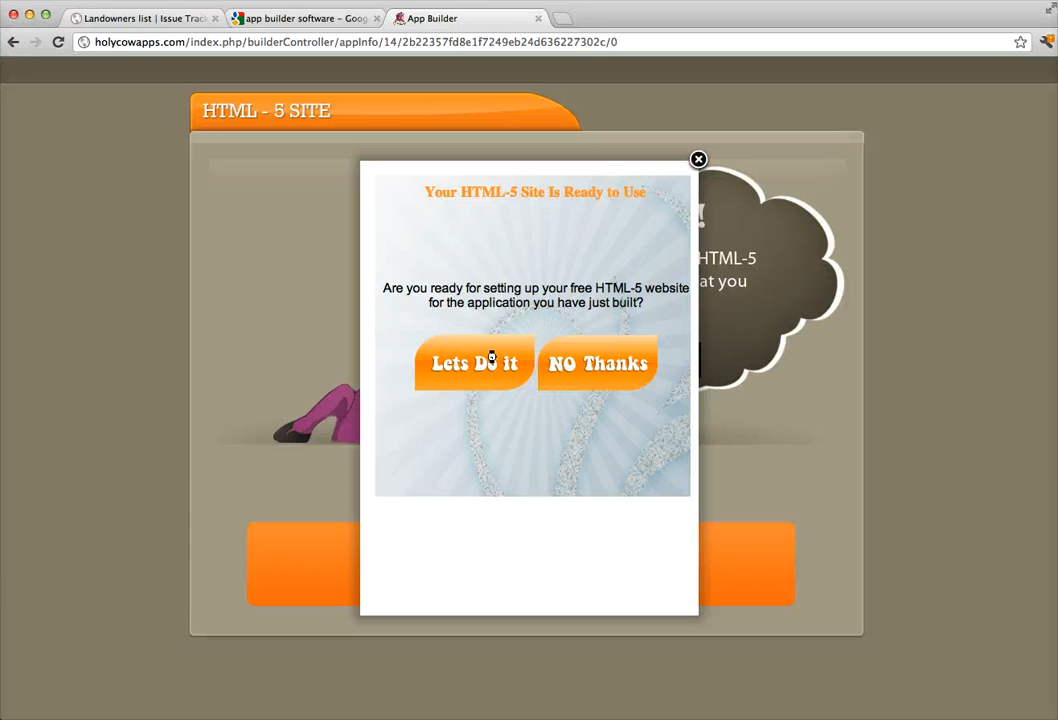 Landowners list | Issue Track
app builder software - Goog
App Builder
holycowapps.com/index.php/builderController/appInfo/14/2b22357fd8e1f7249eb24d636227302c/0
HTML - 5 SITE
Your HTML-5 Site Is Ready to Use
!
HTML-5
at you
Are you ready for setting up your free HTML-5 website
for the application you have just built?
Lets Do it
NO Thanks